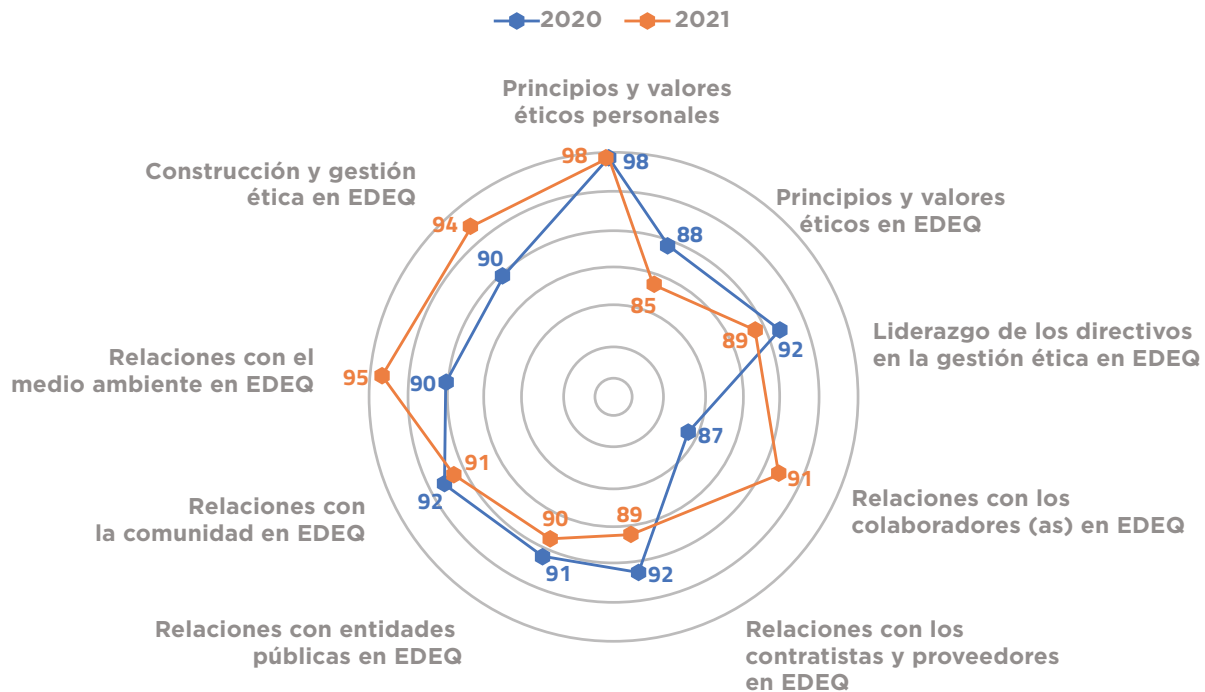 2020
2021
Principios y valores
éticos personales
98
98
Construcción y gestión
ética en EDEQ
94
90
Principios y valores
éticos en EDEQ
88
85
Liderazgo de los directivos
en la gestión ética en EDEQ
89
92
Relaciones con el
medio ambiente en EDEQ
95
90
87
91
Relaciones con los
colaboradores (as) en EDEQ
91
92
Relaciones con
la comunidad en EDEQ
90
91
89
92
Relaciones con entidades
públicas en EDEQ
Relaciones con los
contratistas y proveedores
en EDEQ